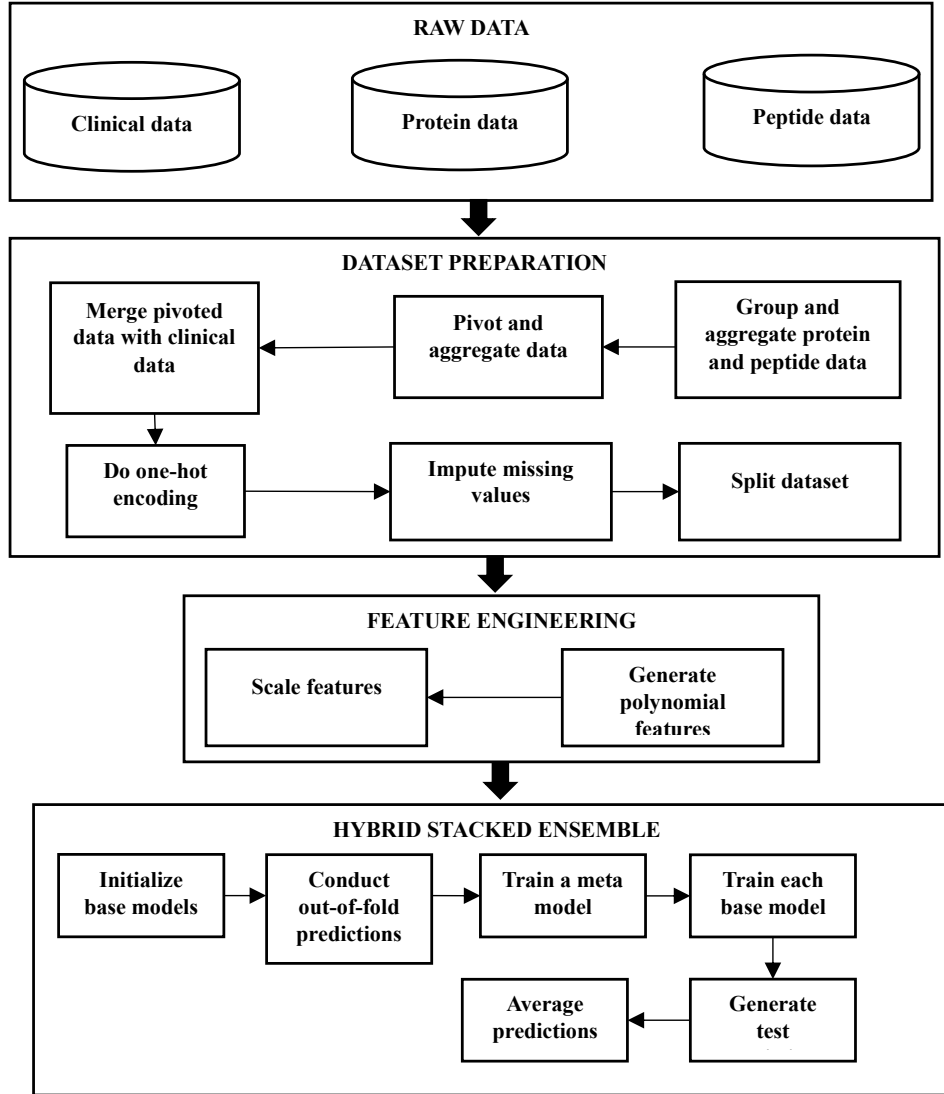 RAW DATA
Clinical data
Protein data
Peptide data
DATASET PREPARATION
Merge pivoted
data with clinical
data
Pivot and
aggregate data
Group and
aggregate protein
and peptide data
Do one-hot
encoding
Impute missing
values
Split dataset
FEATURE ENGINEERING
Scale features
Generate
polynomial
features
HYBRID STACKED ENSEMBLE
Initialize
base models
Conduct
out-of-fold
predictions
Train a meta
model
Train each
base model
Average
predictions
Generate
test